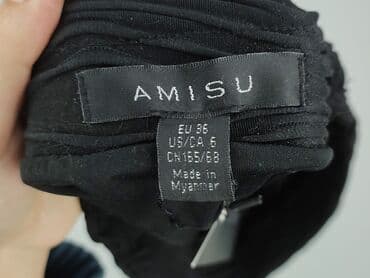 AMISU
EU 36
US/CA 6
CN 165/68
Made in
Myanmar